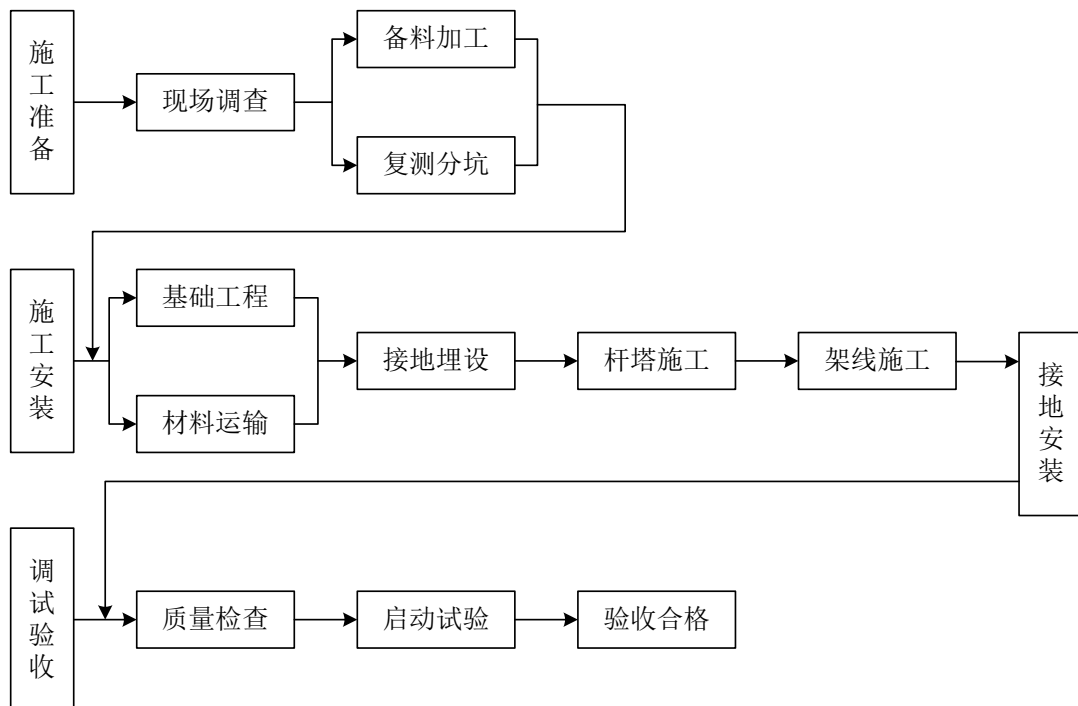 施工准备
现场调查
备料加工
复测分坑
施工安装
基础工程
材料运输
接地埋设
杆塔施工
架线施工
接地安装
调试验收
质量检查
启动试验
验收合格